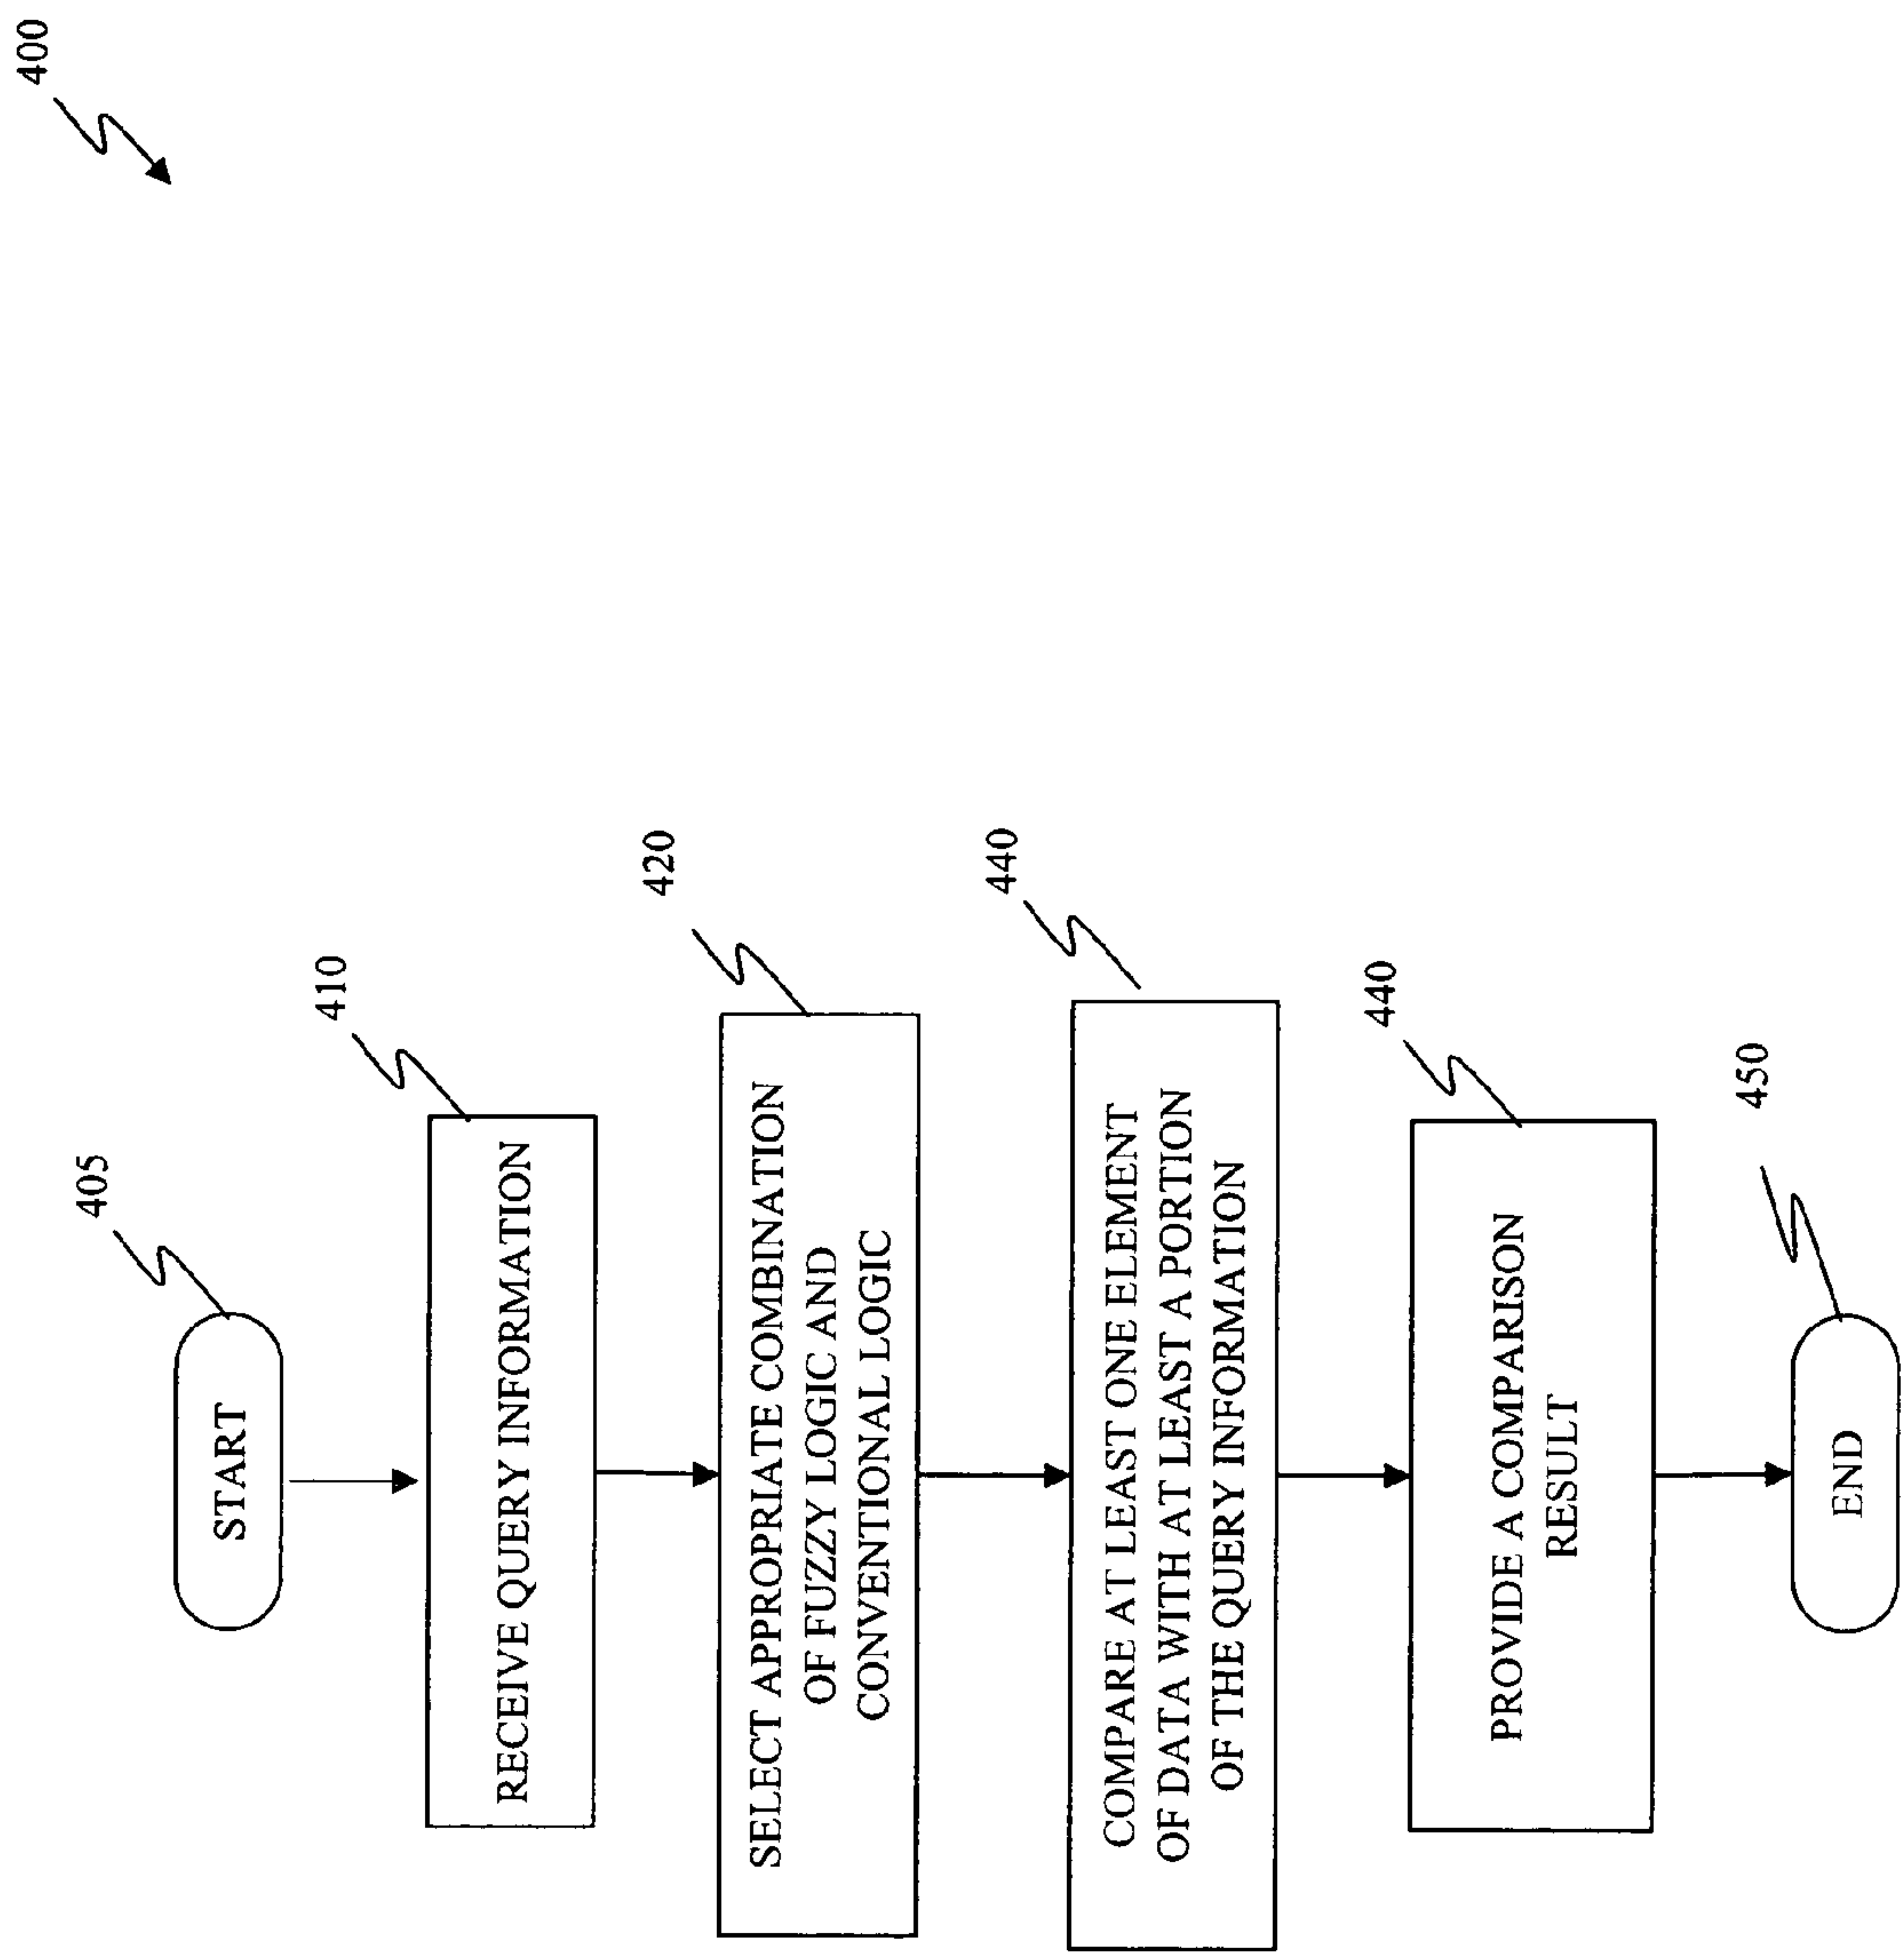 400
405
START
410
RECEIVE QUERY INFORMATION
420
SELECT APPROPRIATE COMBINATION
OF FUZZY LOGIC AND
CONVENTIONAL LOGIC
440
COMPARE AT LEAST ONE ELEMENT
OF DATA WITH AT LEAST A PORTION
OF THE QUERY INFORMATION
440
PROVIDE A COMPARISON
RESULT
450
END